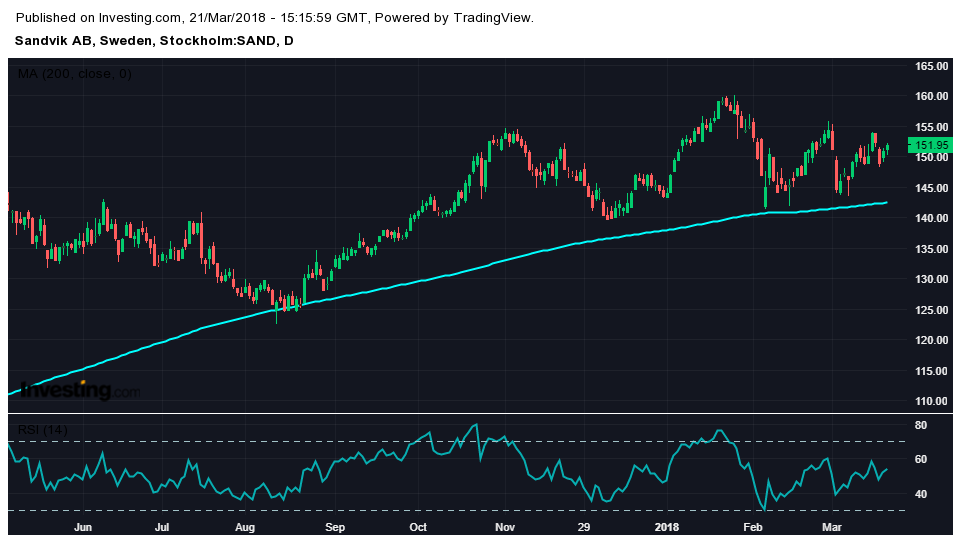 Published on Investing.com, 21/Mar/2018 - 15:15:59 GMT, Powered by TradingView.
Sandvik AB, Sweden, Stockholm:SAND, D
MA (200, close, 0)
165.00
160.00
155.00
151.95
150.00
145.00
140.00
135.00
130.00
125.00
120.00
115.00
110.00
Investing.com
RSI (14)
80
60
40
Jun Jul Aug Sep Oct Nov 29 2018 Feb Mar